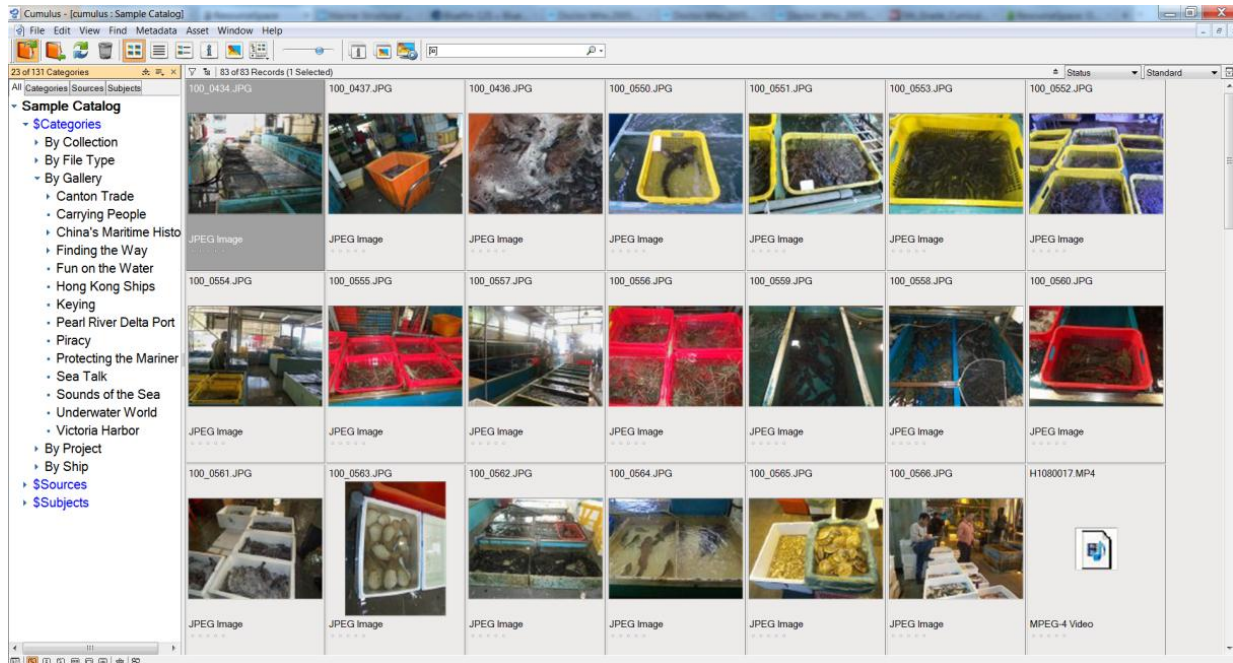 Cumulus - [cumulus : Sample Catalog]
File Edit View Find Metadata Asset Window Help
23 of 131 Categories
83 of 83 Records (1 Selected)
Status
Standard
All Categories Sources Subjects
Sample Catalog
$Categories
By Collection
By File Type
By Gallery
Canton Trade
Carrying People
China's Maritime Histo
Finding the Way
Fun on the Water
Hong Kong Ships
Keying
Pearl River Delta Port
Piracy
Protecting the Mariner
Sea Talk
Sounds of the Sea
Underwater World
Victoria Harbor
By Project
By Ship
$Sources
$Subjects
100_0434.JPG 100_0437.JPG 100_0436.JPG 100_0550.JPG 100_0551.JPG 100_0553.JPG 100_0552.JPG
JPEG Image JPEG Image JPEG Image JPEG Image JPEG Image JPEG Image JPEG Image
100_0554.JPG 100_0555.JPG 100_0557.JPG 100_0556.JPG 100_0559.JPG 100_0558.JPG 100_0560.JPG
JPEG Image JPEG Image JPEG Image JPEG Image JPEG Image JPEG Image JPEG Image
100_0561.JPG 100_0563.JPG 100_0562.JPG 100_0564.JPG 100_0565.JPG 100_0566.JPG H1080017.MP4
JPEG Image JPEG Image JPEG Image JPEG Image JPEG Image JPEG Image MPEG-4 Video